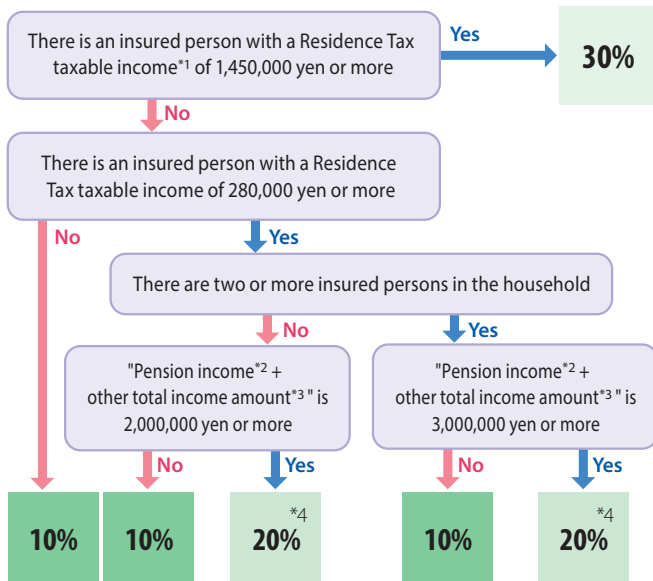 There is an insured person with a Residence Tax
taxable income*1 of 1,450,000 yen or more
Yes
30%
No
There is an insured person with a Residence
Tax taxable income of 280,000 yen or more
No
Yes
There are two or more insured persons in the household
No
Yes
"Pension income*2 +
other total income amount*3 " is
2,000,000 yen or more
"Pension income*2 +
other total income amount*3 " is
3,000,000 yen or more
No
Yes
No
Yes
10%
10%
*4
20%
10%
*4
20%